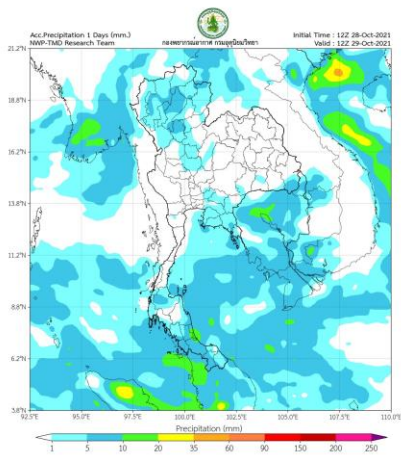 Acc.Precipitation 1 Days (mm.)
NWP-TMD Research Team
กองพยากรณ์อากาศ กรมอุตุนิยมวิทยา
Initial Time : 12Z 28-Oct-2021
Valid : 12Z 29-Oct-2021
21.2°N
18.8°N
16.2°N
13.8°N
11.2°N
8.8°N
6.2°N
3.8°N
92.5°E 95.0°E 97.5°E 100.0°E 102.5°E 105.0°E 107.5°E 110.0°E
Precipitation (mm)
1 5 10 20 35 60 90 150 200 250